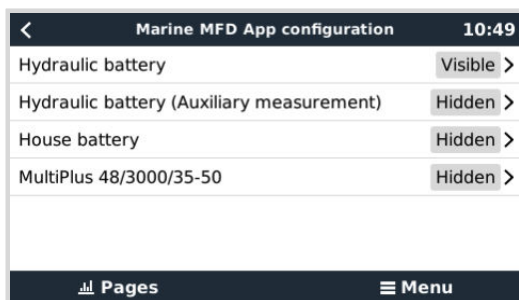 Marine MFD App configuration 10:49
Hydraulic battery Visible
Hydraulic battery (Auxiliary measurement) Hidden
House battery Hidden
MultiPlus 48/3000/35-50 Hidden
Pages Menu